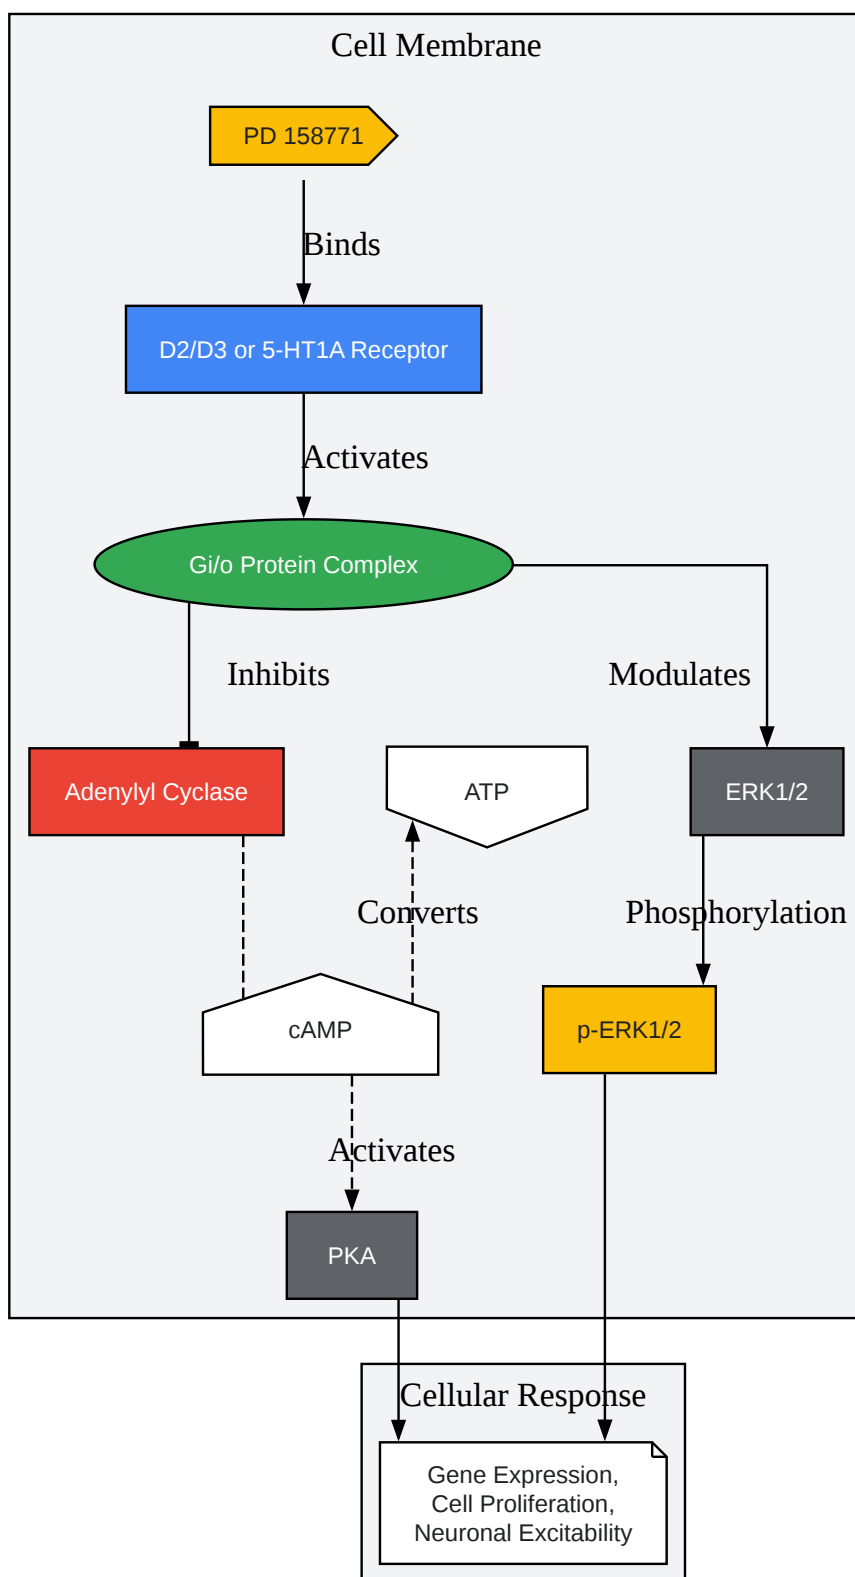 Cell Membrane
PD 158771
Binds
D2/D3 or 5-HT1A Receptor
Activates
Gi/o Protein Complex
Inhibits
Modulates
Adenylyl Cyclase
ATP
ERK1/2
Converts
Phosphorylation
cAMP
p-ERK1/2
Activates
PKA
Cellular Response
Gene Expression,
Cell Proliferation,
Neuronal Excitability